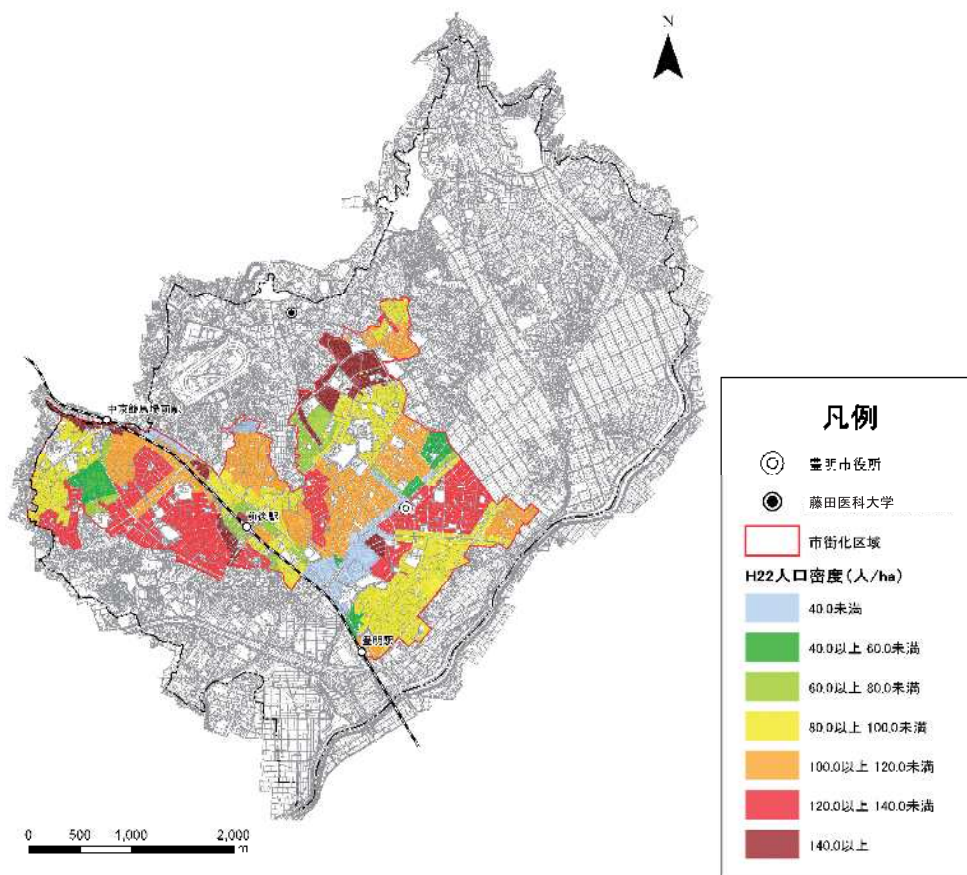 N
中京競馬場前駅
前後駅
豊明駅
0 500 1,000 2,000
m
凡例
豊明市役所
藤田医科大学
市街化区域
H22人口密度(人/ha)
40.0未満
40.0以上 60.0未満
60.0以上 80.0未満
80.0以上 100.0未満
100.0以上 120.0未満
120.0以上 140.0未満
140.0以上